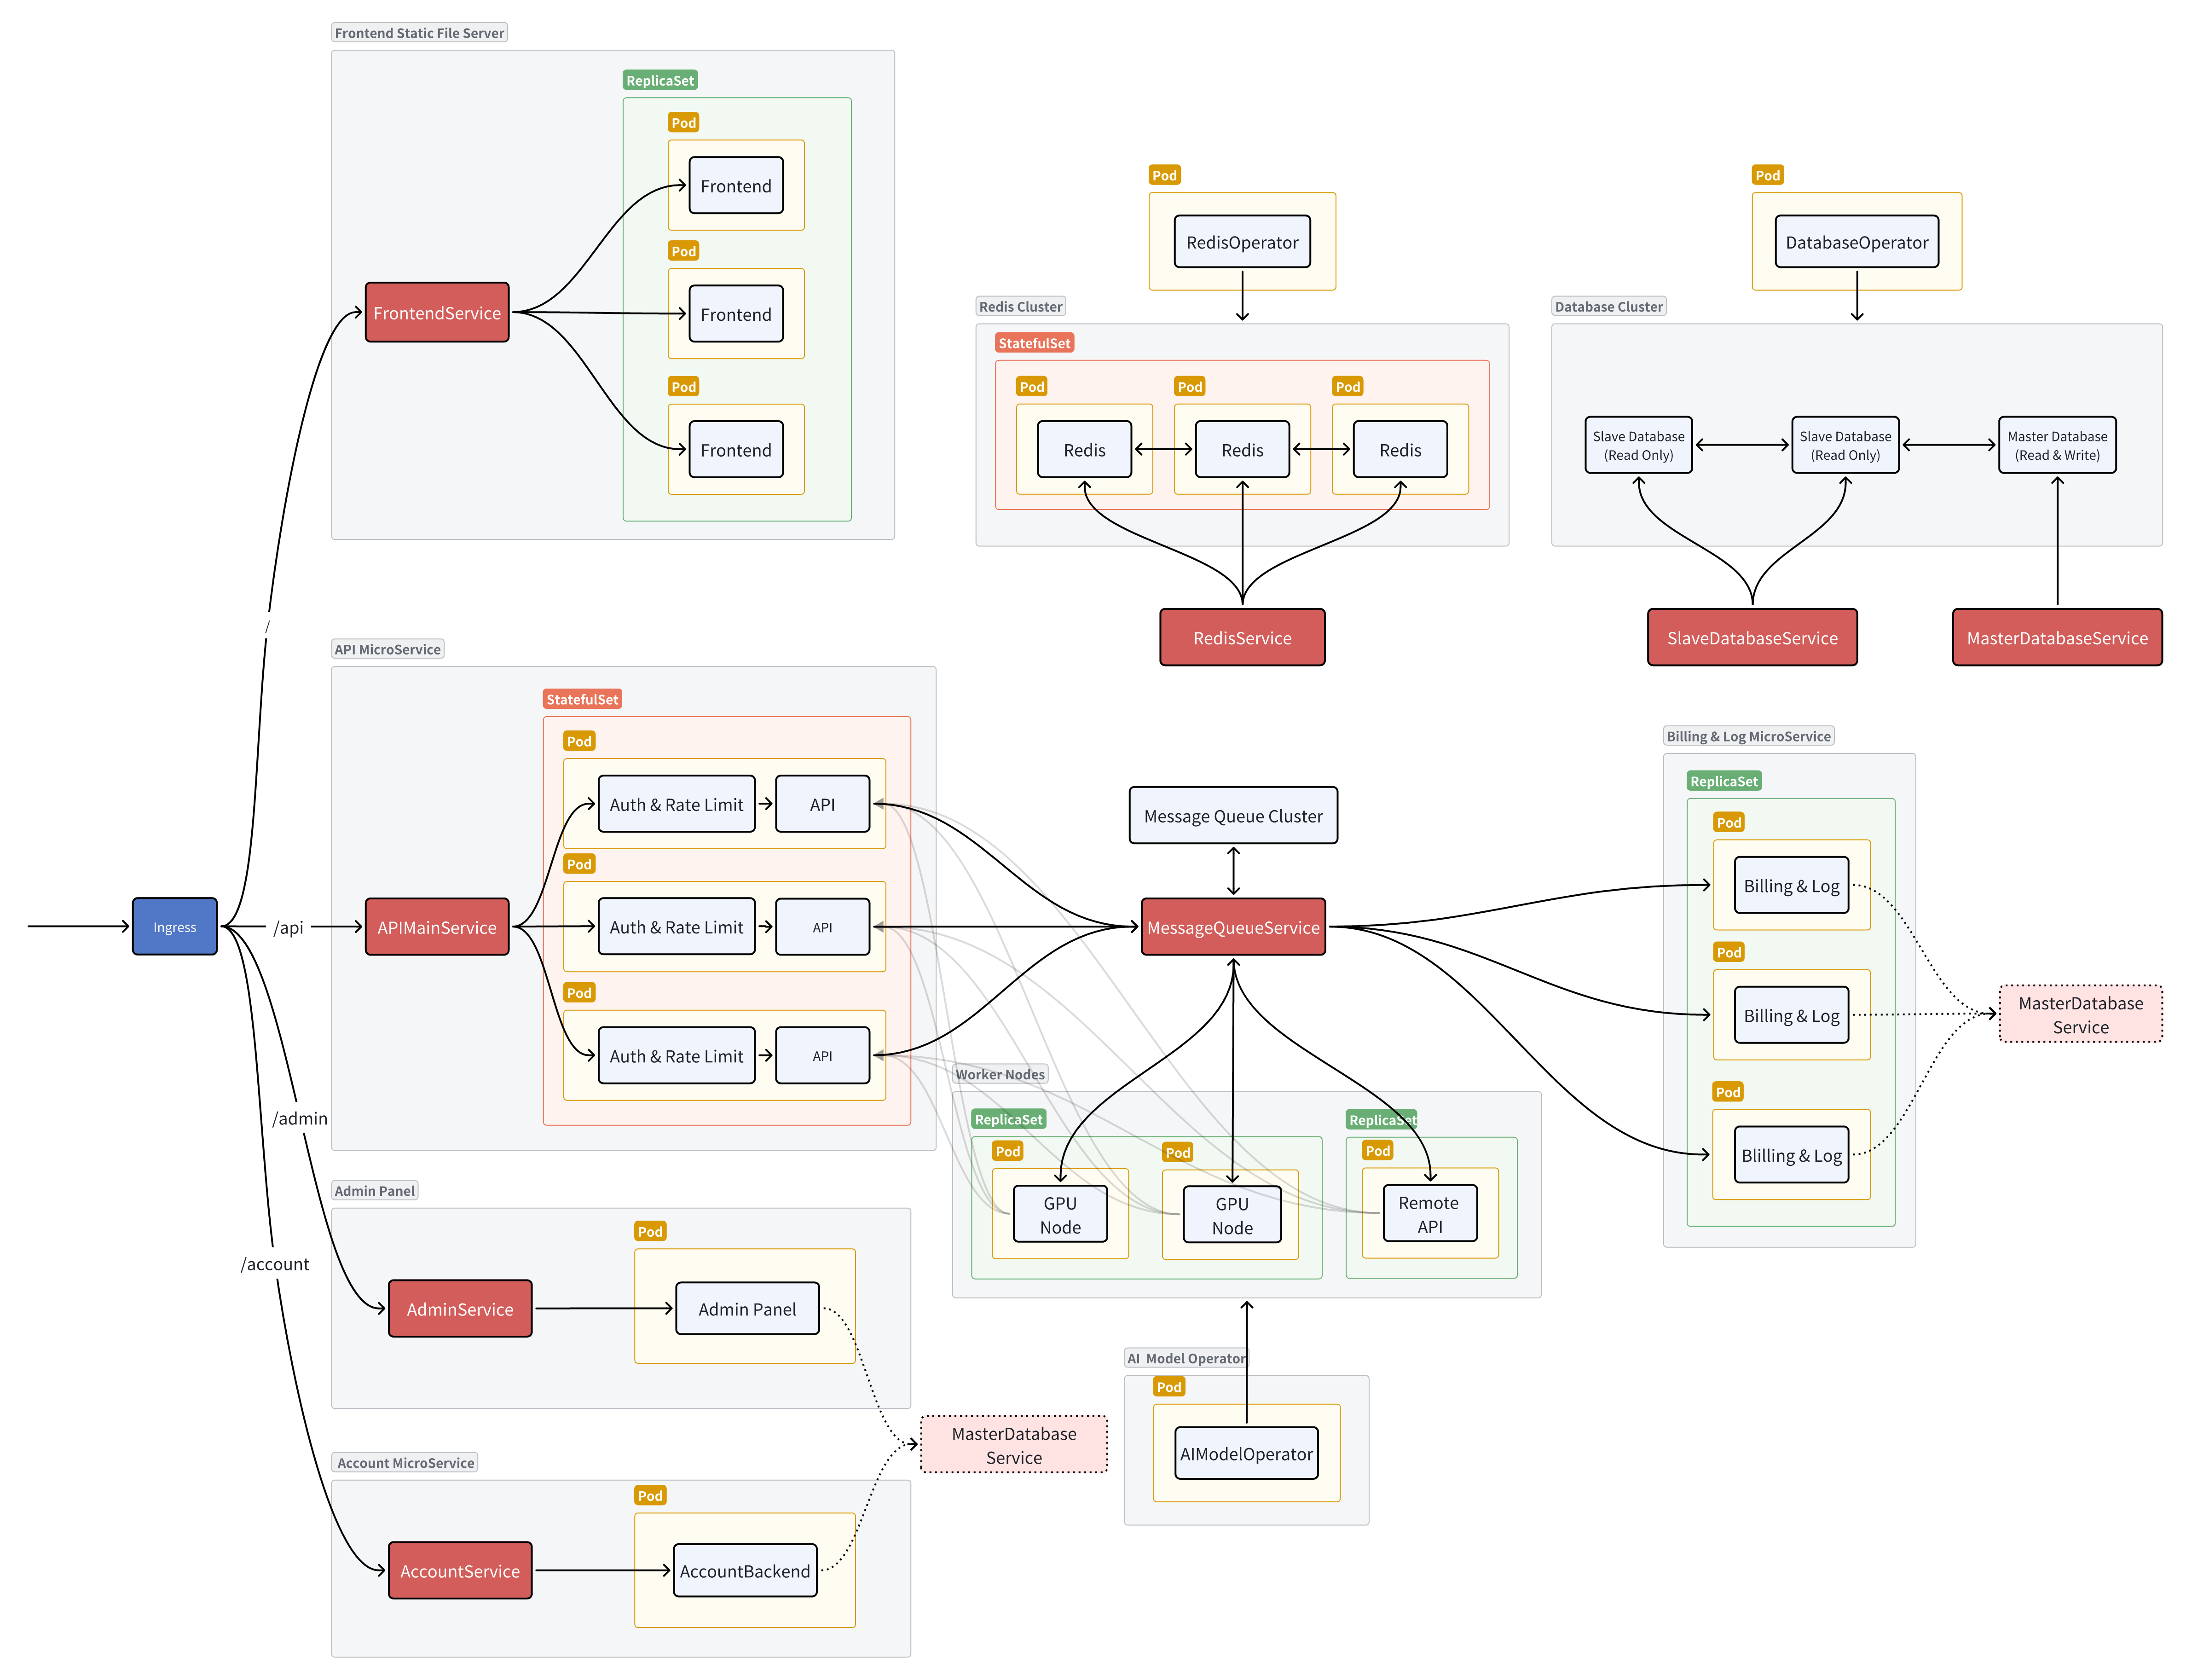 Frontend Static File Server
ReplicaSet
Pod
Frontend
Pod
Frontend
Pod
Frontend
FrontendService
Pod
RedisOperator
Redis Cluster
StatefulSet
Pod
Pod
Pod
Redis
Redis
Redis
RedisService
Pod
DatabaseOperator
Database Cluster
Slave Database
(Read Only)
Slave Database
(Read Only)
Master Database
(Read & Write)
SlaveDatabaseService
MasterDatabaseService
/
Ingress
/api
/admin
/account
API MicroService
StatefulSet
APIMainService
Pod
Auth & Rate Limit
API
Pod
Auth & Rate Limit
API
Pod
Auth & Rate Limit
API
Message Queue Cluster
MessageQueueService
Worker Nodes
ReplicaSet
Pod
GPU
Node
Pod
GPU
Node
ReplicaSet
Pod
Remote
API
Billing & Log MicroService
ReplicaSet
Pod
Billing & Log
Pod
Billing & Log
Pod
Blilling & Log
MasterDatabase
Service
Admin Panel
AdminService
Pod
Admin Panel
MasterDatabase
Service
AI Model Operator
Pod
AIModelOperator
Account MicroService
AccountService
Pod
AccountBackend